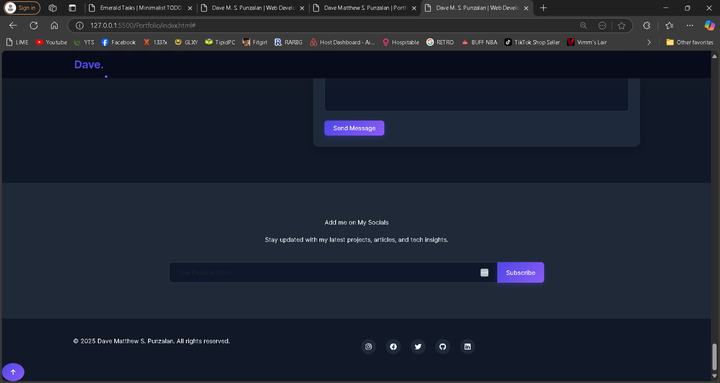 Sign in
Emerald Tasks | Minimalist TODO
Dave M. S. Punzalan | Web Develo
Dave Matthew S. Punzalan | Portf
Dave M. S. Punzalan | Web Develo
127.0.0.1:5500/Portfolio/index.html#
LIME
Youtube
YTS
Facebook
1337x
GLXY
TipidPC
Fitgirl
RARBG
Host Dashboard - Ai...
Hospitable
RETRO
BUFF NBA
TikTok Shop Seller
Vimm's Lair
Other favorites
Dave.
Send Message
Add me on My Socials
Stay updated with my latest projects, articles, and tech insights.
Subscribe
© 2025 Dave Matthew S. Punzalan. All rights reserved.